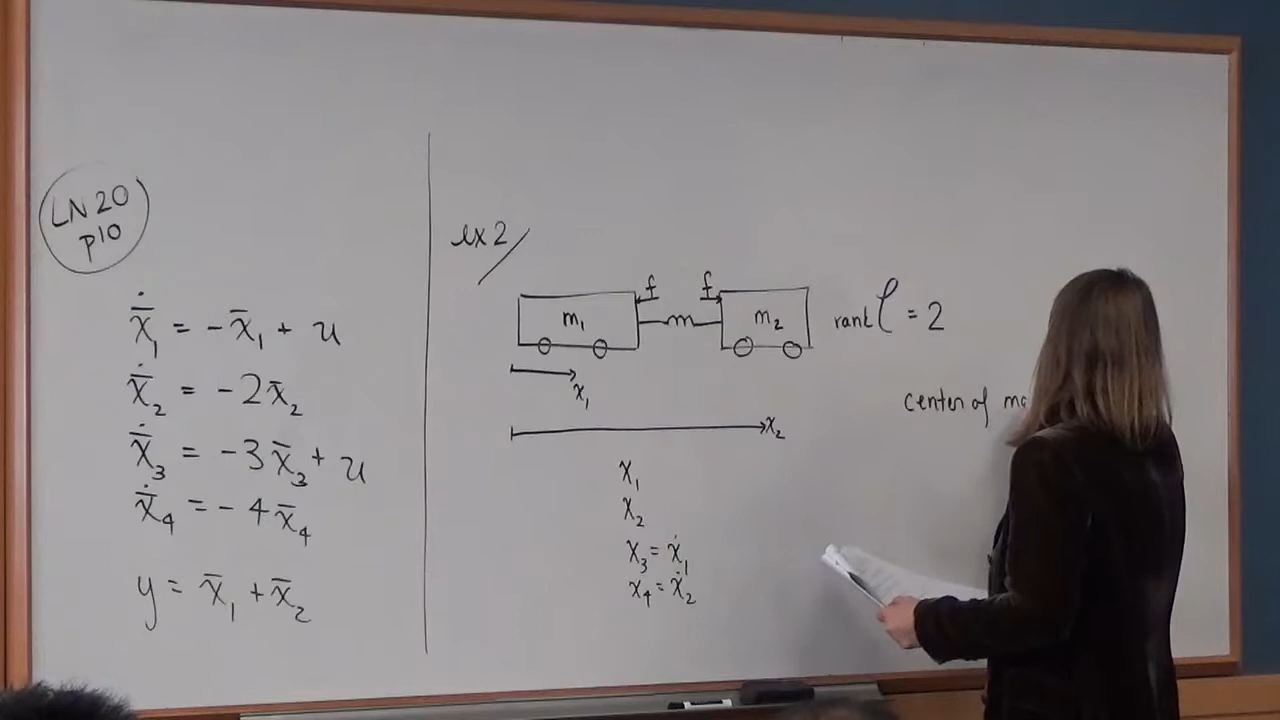 LN 20
p10
ẋ̄₁ = -x̄₁ + u
ẋ̄₂ = -2x̄₂
ẋ̄₃ = -3x̄₃ + u
ẋ̄₄ = -4x̄₄
y = x̄₁ + x̄₂
ex 2/
f f
m₁ m₂
rank C = 2
x₁
x₂
center of
x₁
x₂
x₃ = ẋ₁
x₄ = ẋ₂